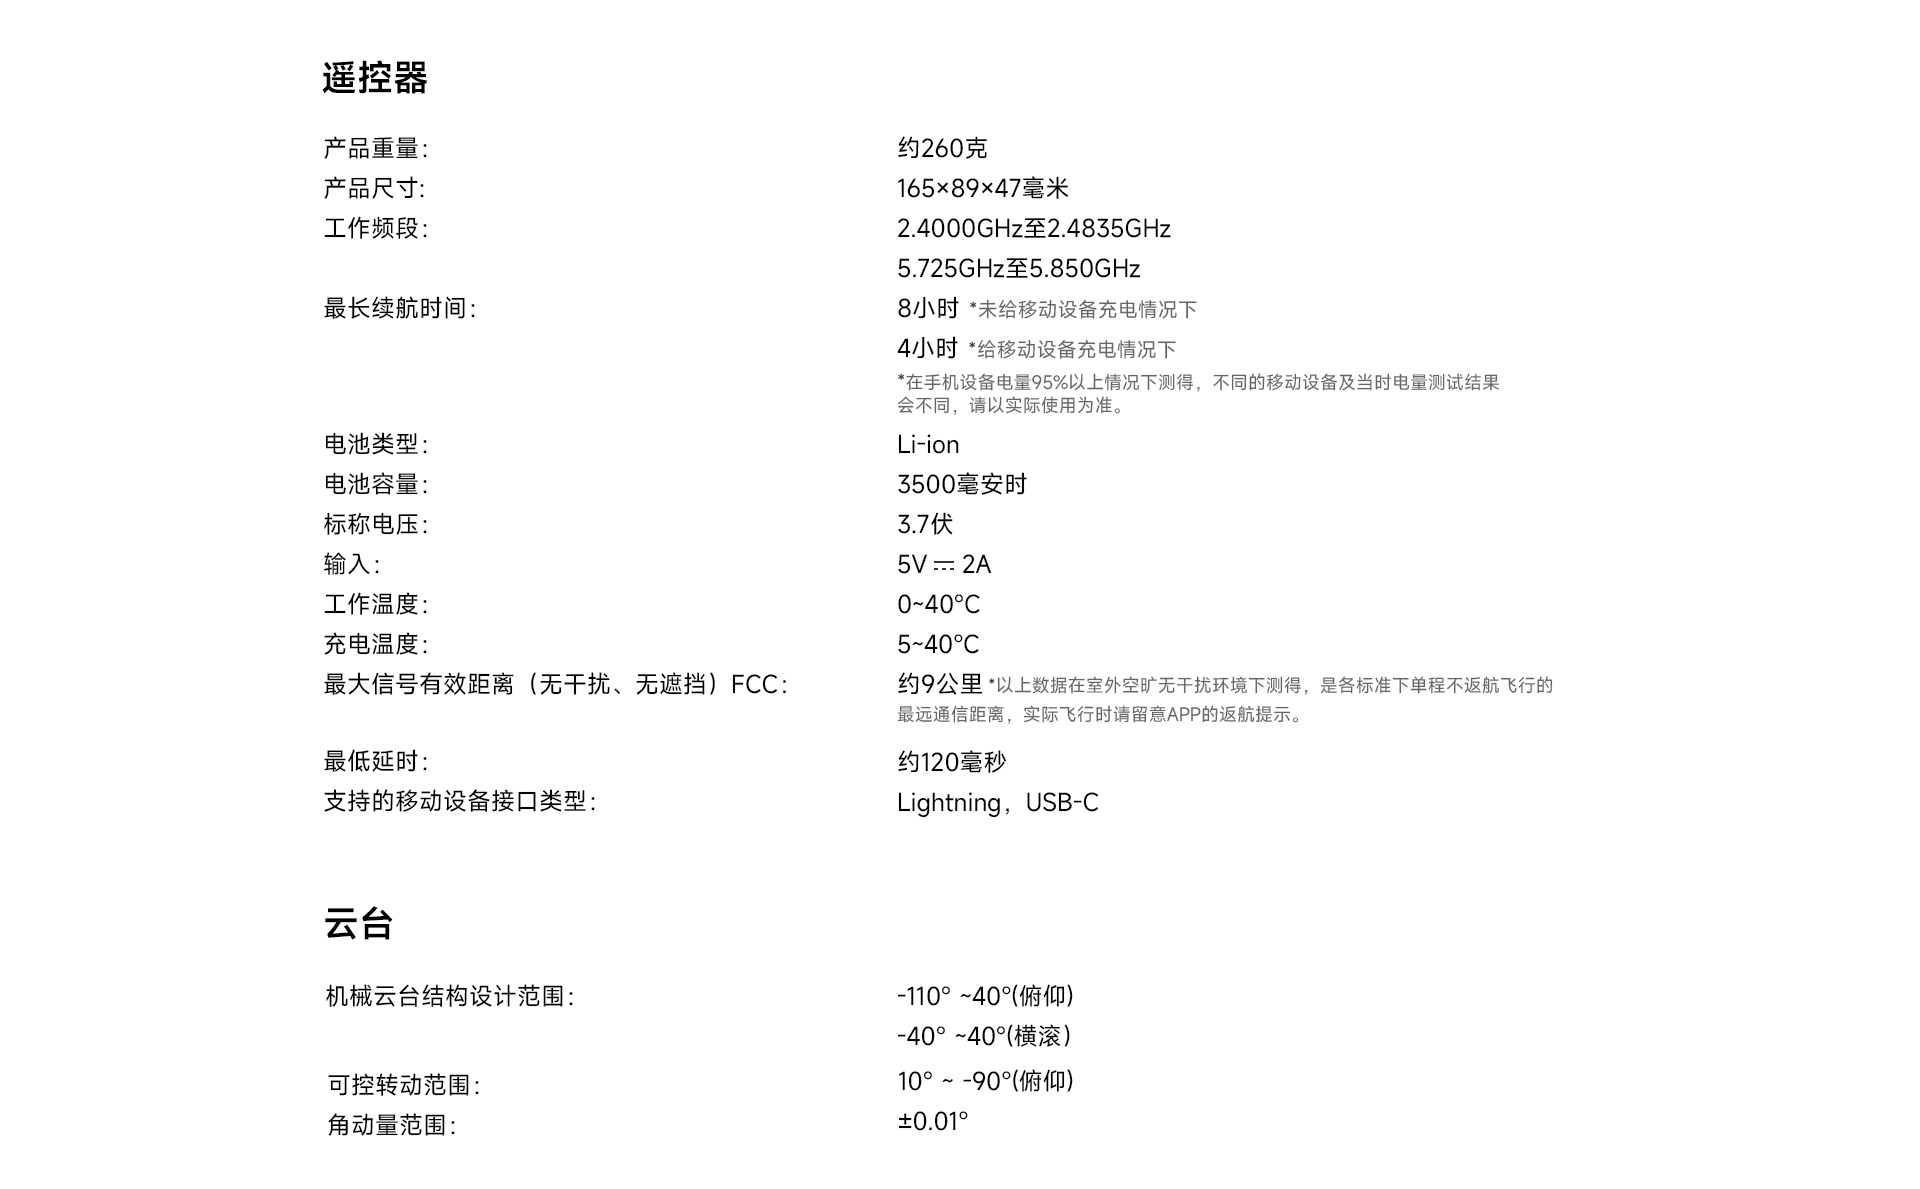 遥控器
产品重量： 约260克
产品尺寸: 165×89×47毫米
工作频段： 2.4000GHz至2.4835GHz
5.725GHz至5.850GHz
最长续航时间： 8小时 *未给移动设备充电情况下
4小时 *给移动设备充电情况下
*在手机设备电量95%以上情况下测得，不同的移动设备及当时电量测试结果
会不同，请以实际使用为准。
电池类型： Li-ion
电池容量： 3500毫安时
标称电压： 3.7伏
输入： 5V ⎓ 2A
工作温度： 0~40°C
充电温度： 5~40°C
最大信号有效距离（无干扰、无遮挡）FCC： 约9公里 *以上数据在室外空旷无干扰环境下测得，是各标准下单程不返航飞行的
最远通信距离，实际飞行时请留意APP的返航提示。
最低延时： 约120毫秒
支持的移动设备接口类型： Lightning，USB-C
云台
机械云台结构设计范围： -110° ~40°(俯仰)
-40° ~40°(横滚）
可控转动范围： 10° ~ -90°(俯仰)
角动量范围： ±0.01°